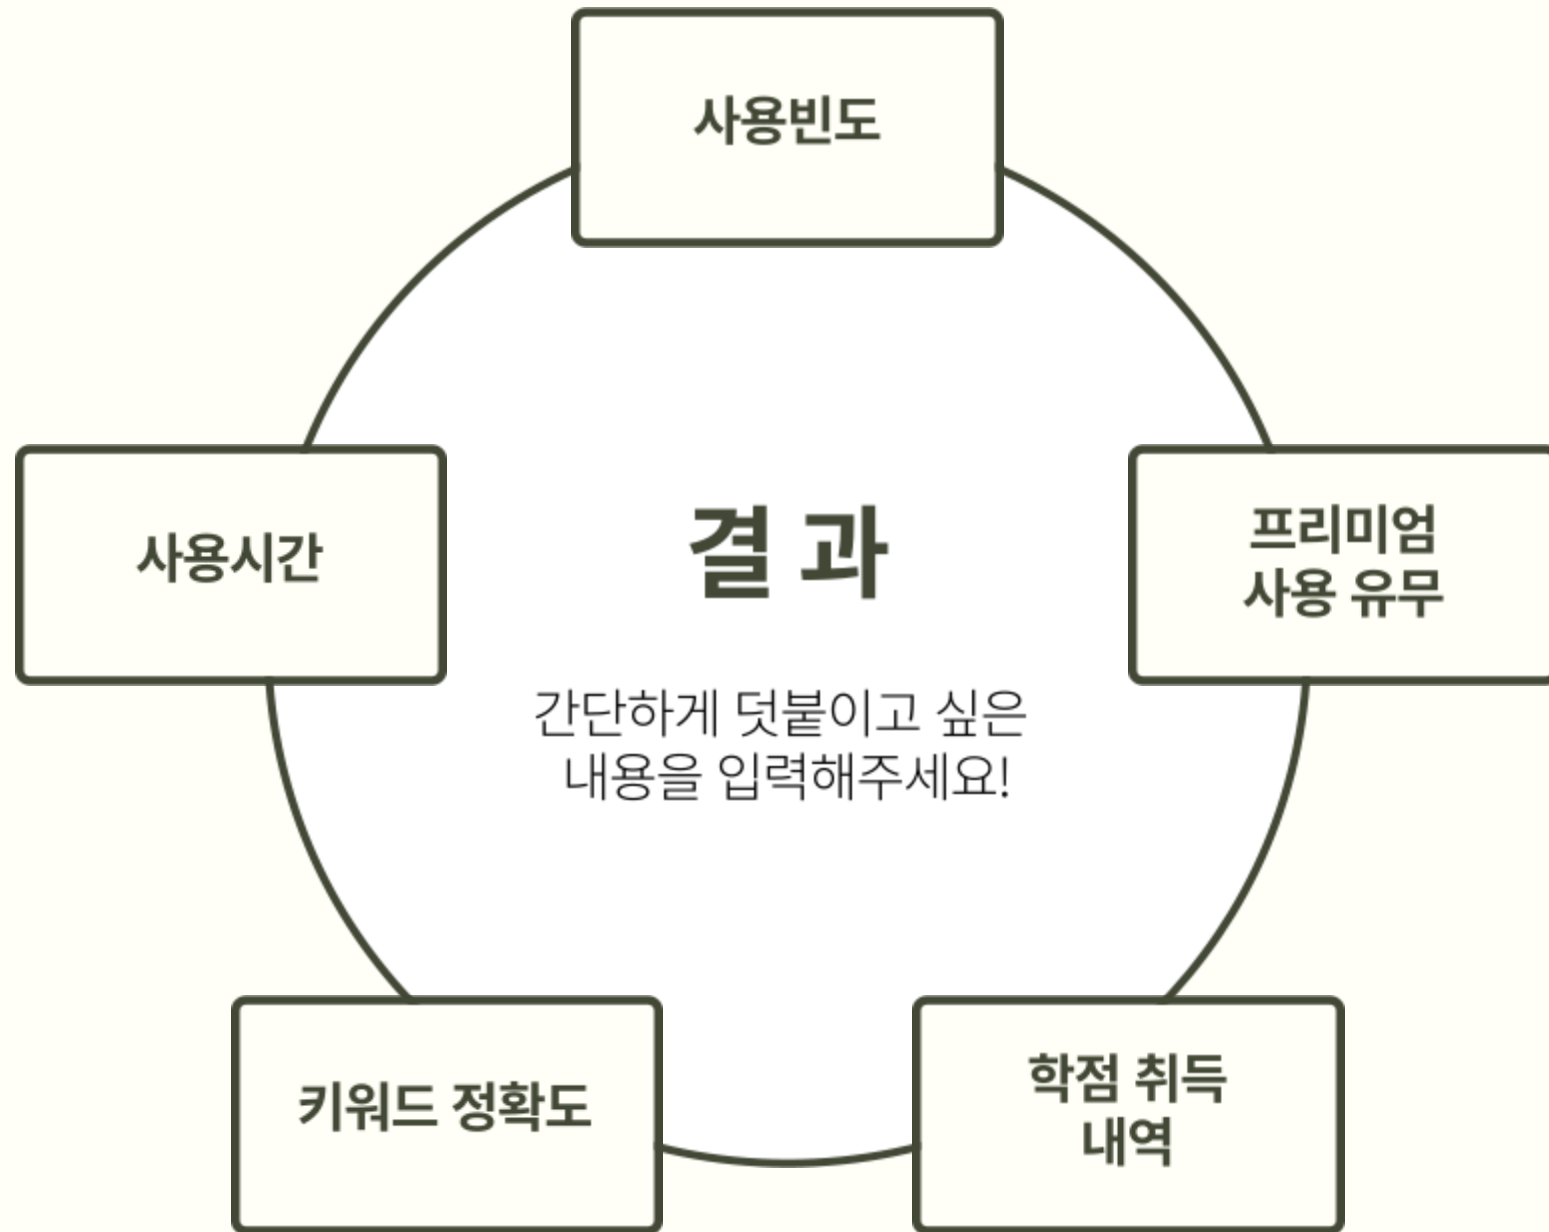 사용빈도
사용시간
결과
프리미엄
사용 유무
간단하게 덧붙이고 싶은
내용을 입력해주세요!
키워드 정확도
학점 취득
내역